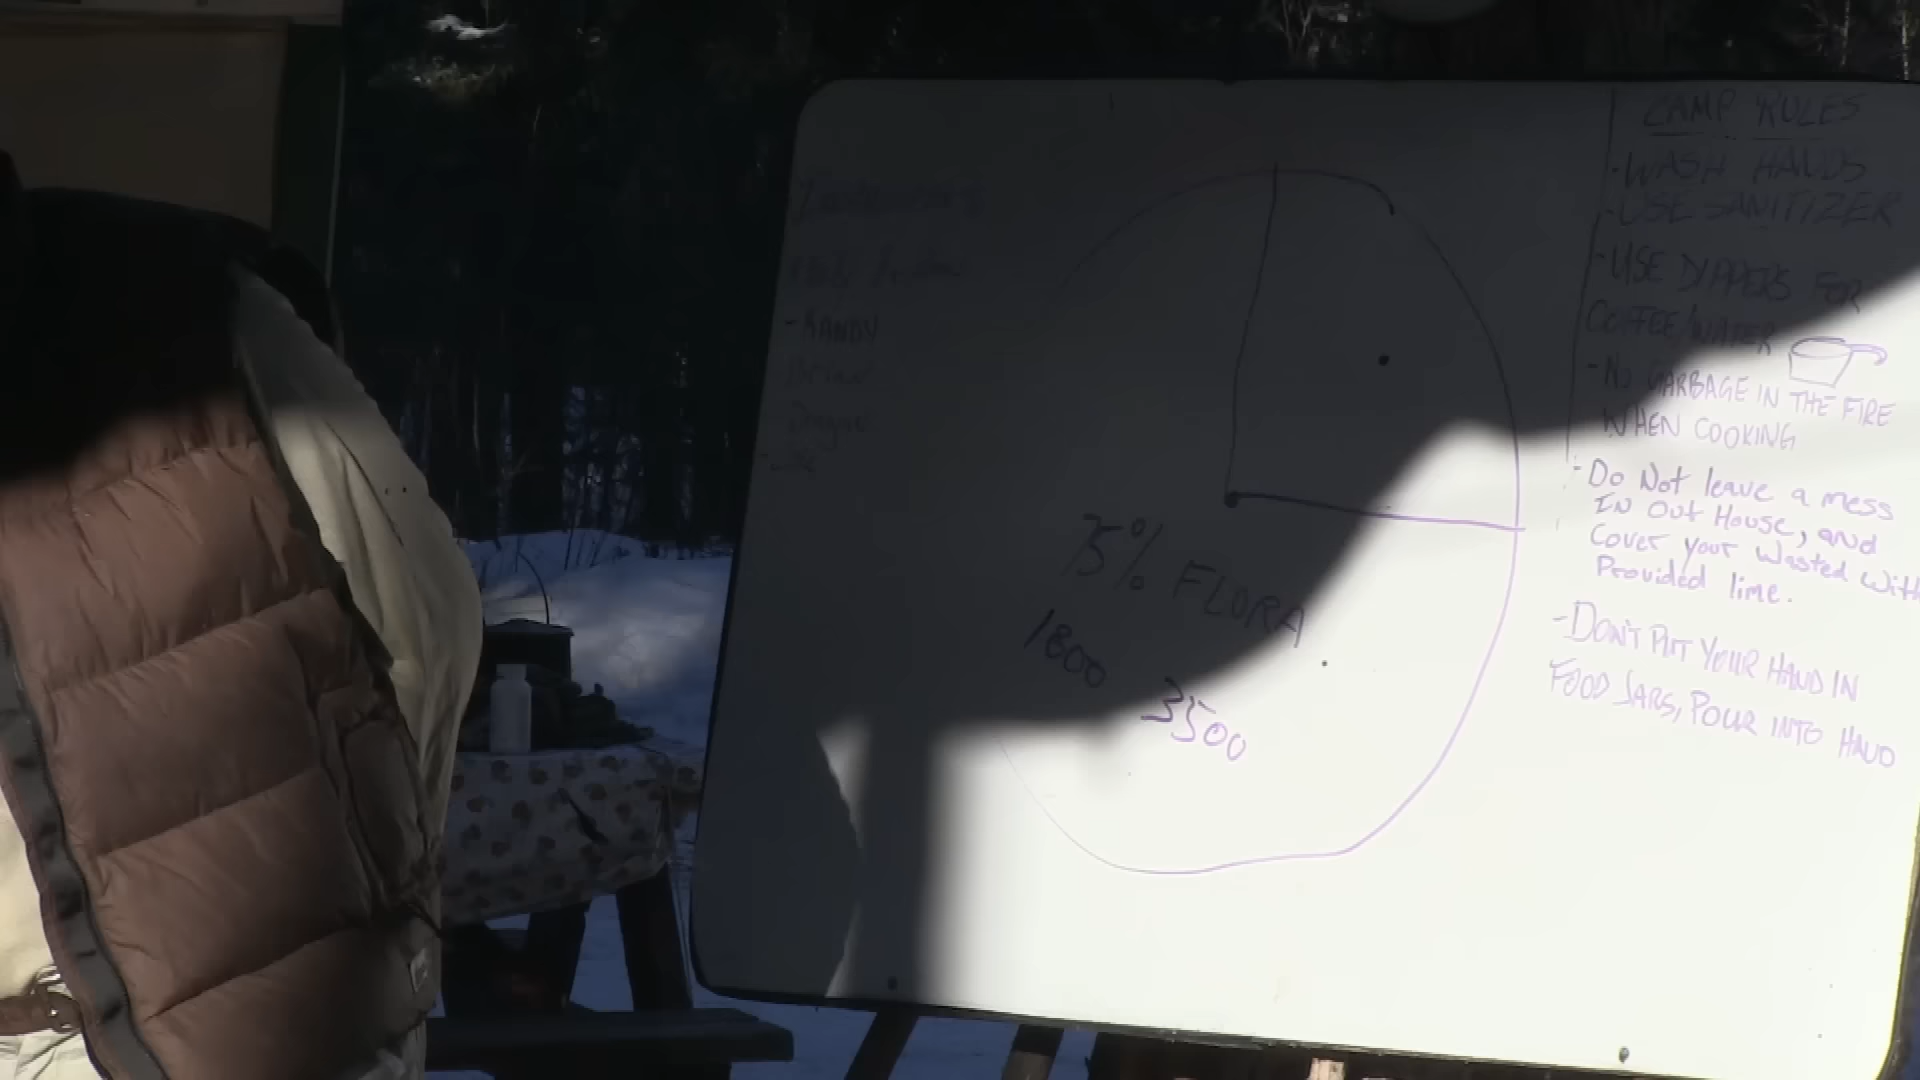 - KANDU
75% FLORA
1800
3500
CAMP RULES
- WASH HANDS
- USE SANITIZER
- USE DIPPERS FOR
COFFEE/WATER
- NO GARBAGE IN THE FIRE
WHEN COOKING
- Do Not leave a mess
IN Out House, and
Cover your wasted with
Provided lime.
- DON'T PUT YOUR HAND IN
FOOD JARS, POUR INTO HAND